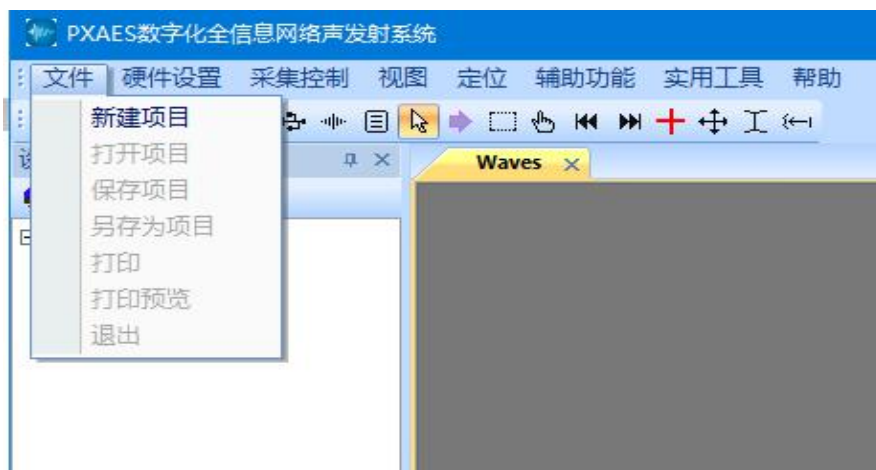 PXAES数字化全信息网络声发射系统
文件 硬件设置 采集控制 视图 定位 辅助功能 实用工具 帮助
新建项目
打开项目
保存项目
另存为项目
打印
打印预览
退出
Waves